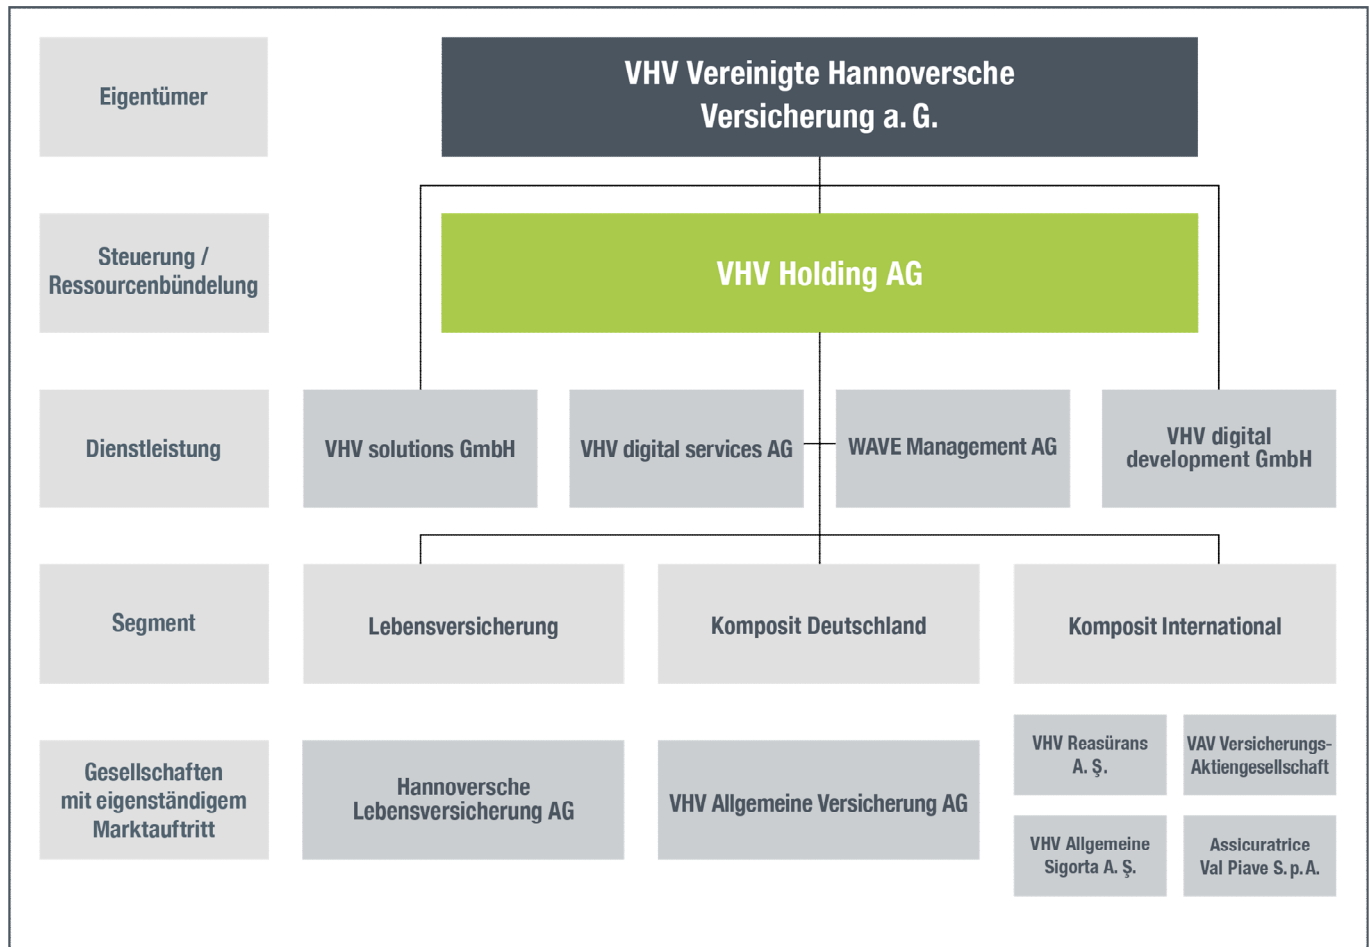 Eigentümer
VHV Vereinigte Hannoversche
Versicherung a. G.
Steuerung /
Ressourcenbündelung
VHV Holding AG
Dienstleistung
VHV solutions GmbH
VHV digital services AG
WAVE Management AG
VHV digital
development GmbH
Segment
Lebensversicherung
Komposit Deutschland
Komposit International
Gesellschaften
mit eigenständigem
Marktauftritt
Hannoversche
Lebensversicherung AG
VHV Allgemeine Versicherung AG
VHV Reasürans
A. Ş.
VAV Versicherungs-
Aktiengesellschaft
VHV Allgemeine
Sigorta A. Ş.
Assicuratrice
Val Piave S. p. A.